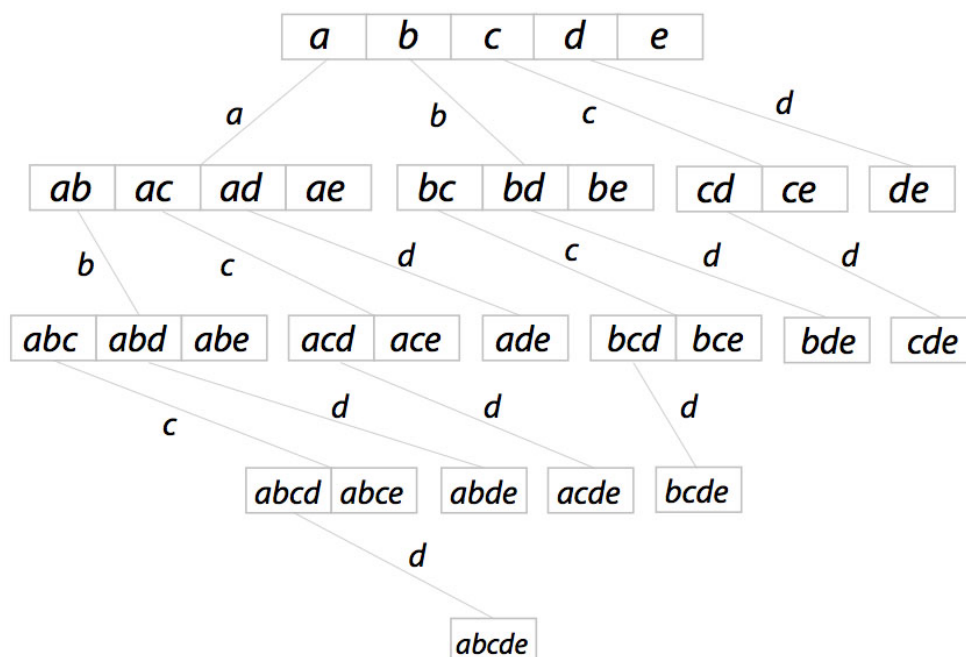 a b c d e
a b c d
ab ac ad ae bc bd be cd ce de
b c d c d d
abc abd abe acd ace ade bcd bce bde cde
c d d d
abcd abce abde acde bcde
d
abcde